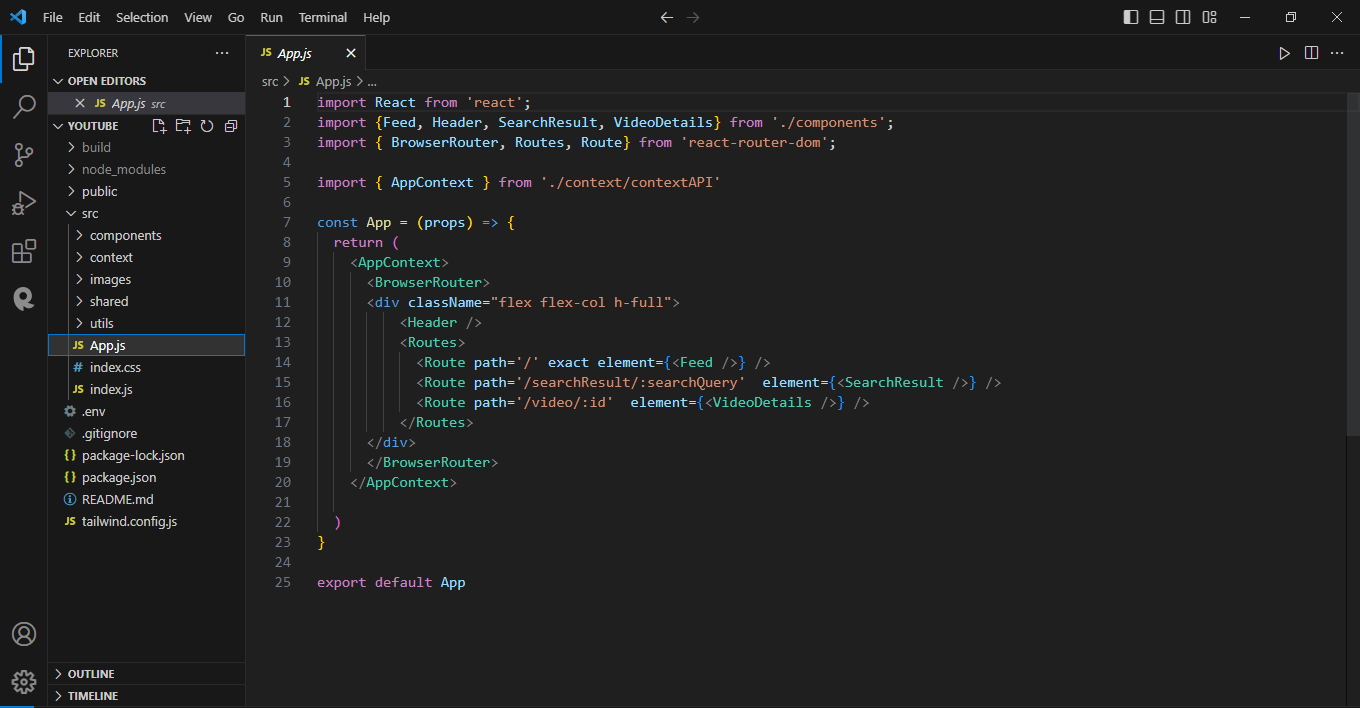 File Edit Selection View Go Run Terminal Help
EXPLORER
OPEN EDITORS
JS App.js src
YOUTUBE
build
node_modules
public
src
components
context
images
shared
utils
JS App.js
# index.css
JS index.js
.env
.gitignore
{} package-lock.json
{} package.json
README.md
JS tailwind.config.js
OUTLINE
TIMELINE
JS App.js
src > JS App.js > ...
1 import React from 'react';
2 import {Feed, Header, SearchResult, VideoDetails} from './components';
3 import { BrowserRouter, Routes, Route} from 'react-router-dom';
4
5 import { AppContext } from './context/contextAPI'
6
7 const App = (props) => {
8 return (
9 <AppContext>
10 <BrowserRouter>
11 <div className="flex flex-col h-full">
12 <Header />
13 <Routes>
14 <Route path='/' exact element={<Feed />} />
15 <Route path='/searchResult/:searchQuery'  element={<SearchResult />} />
16 <Route path='/video/:id'  element={<VideoDetails />} />
17 </Routes>
18 </div>
19 </BrowserRouter>
20 </AppContext>
21
22 )
23 }
24
25 export default App